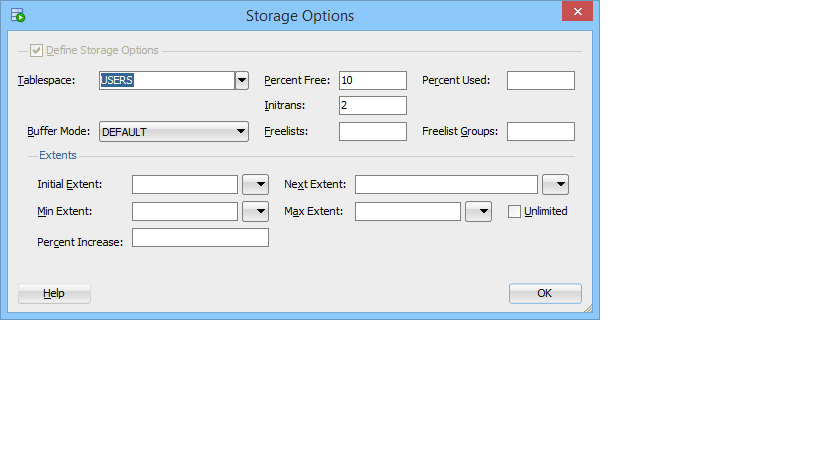 Storage Options
Define Storage Options
Tablespace: USERS Percent Free: 10 Percent Used:
Initrans: 2
Buffer Mode: DEFAULT Freelists: Freelist Groups:
Extents
Initial Extent: Next Extent:
Min Extent: Max Extent: Unlimited
Percent Increase:
Help OK